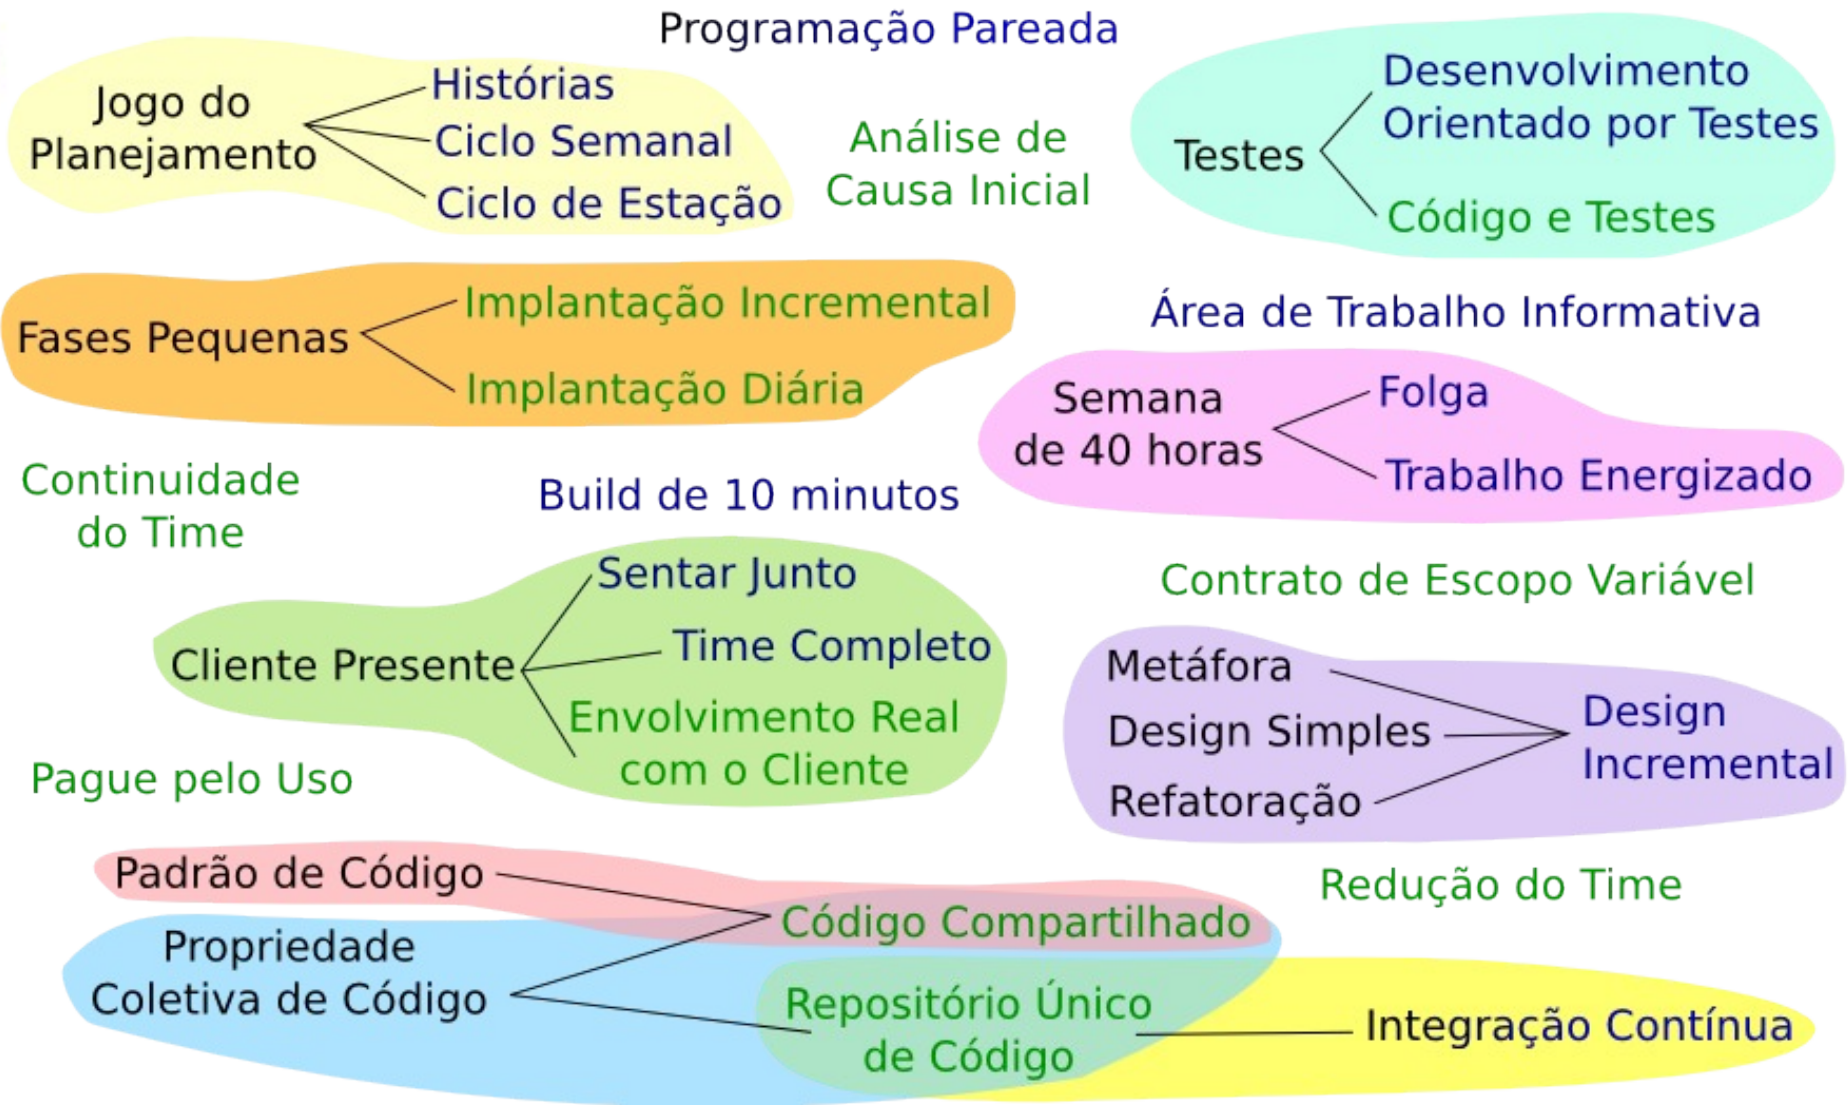 Programação Pareada
Jogo do
Planejamento
Histórias
Ciclo Semanal
Ciclo de Estação
Análise de
Causa Inicial
Testes
Desenvolvimento
Orientado por Testes
Código e Testes
Fases Pequenas
Implantação Incremental
Implantação Diária
Área de Trabalho Informativa
Semana
de 40 horas
Folga
Trabalho Energizado
Continuidade
do Time
Build de 10 minutos
Cliente Presente
Sentar Junto
Time Completo
Envolvimento Real
com o Cliente
Contrato de Escopo Variável
Metáfora
Design Simples
Refatoração
Design
Incremental
Pague pelo Uso
Padrão de Código
Propriedade
Coletiva de Código
Código Compartilhado
Repositório Único
de Código
Redução do Time
Integração Contínua